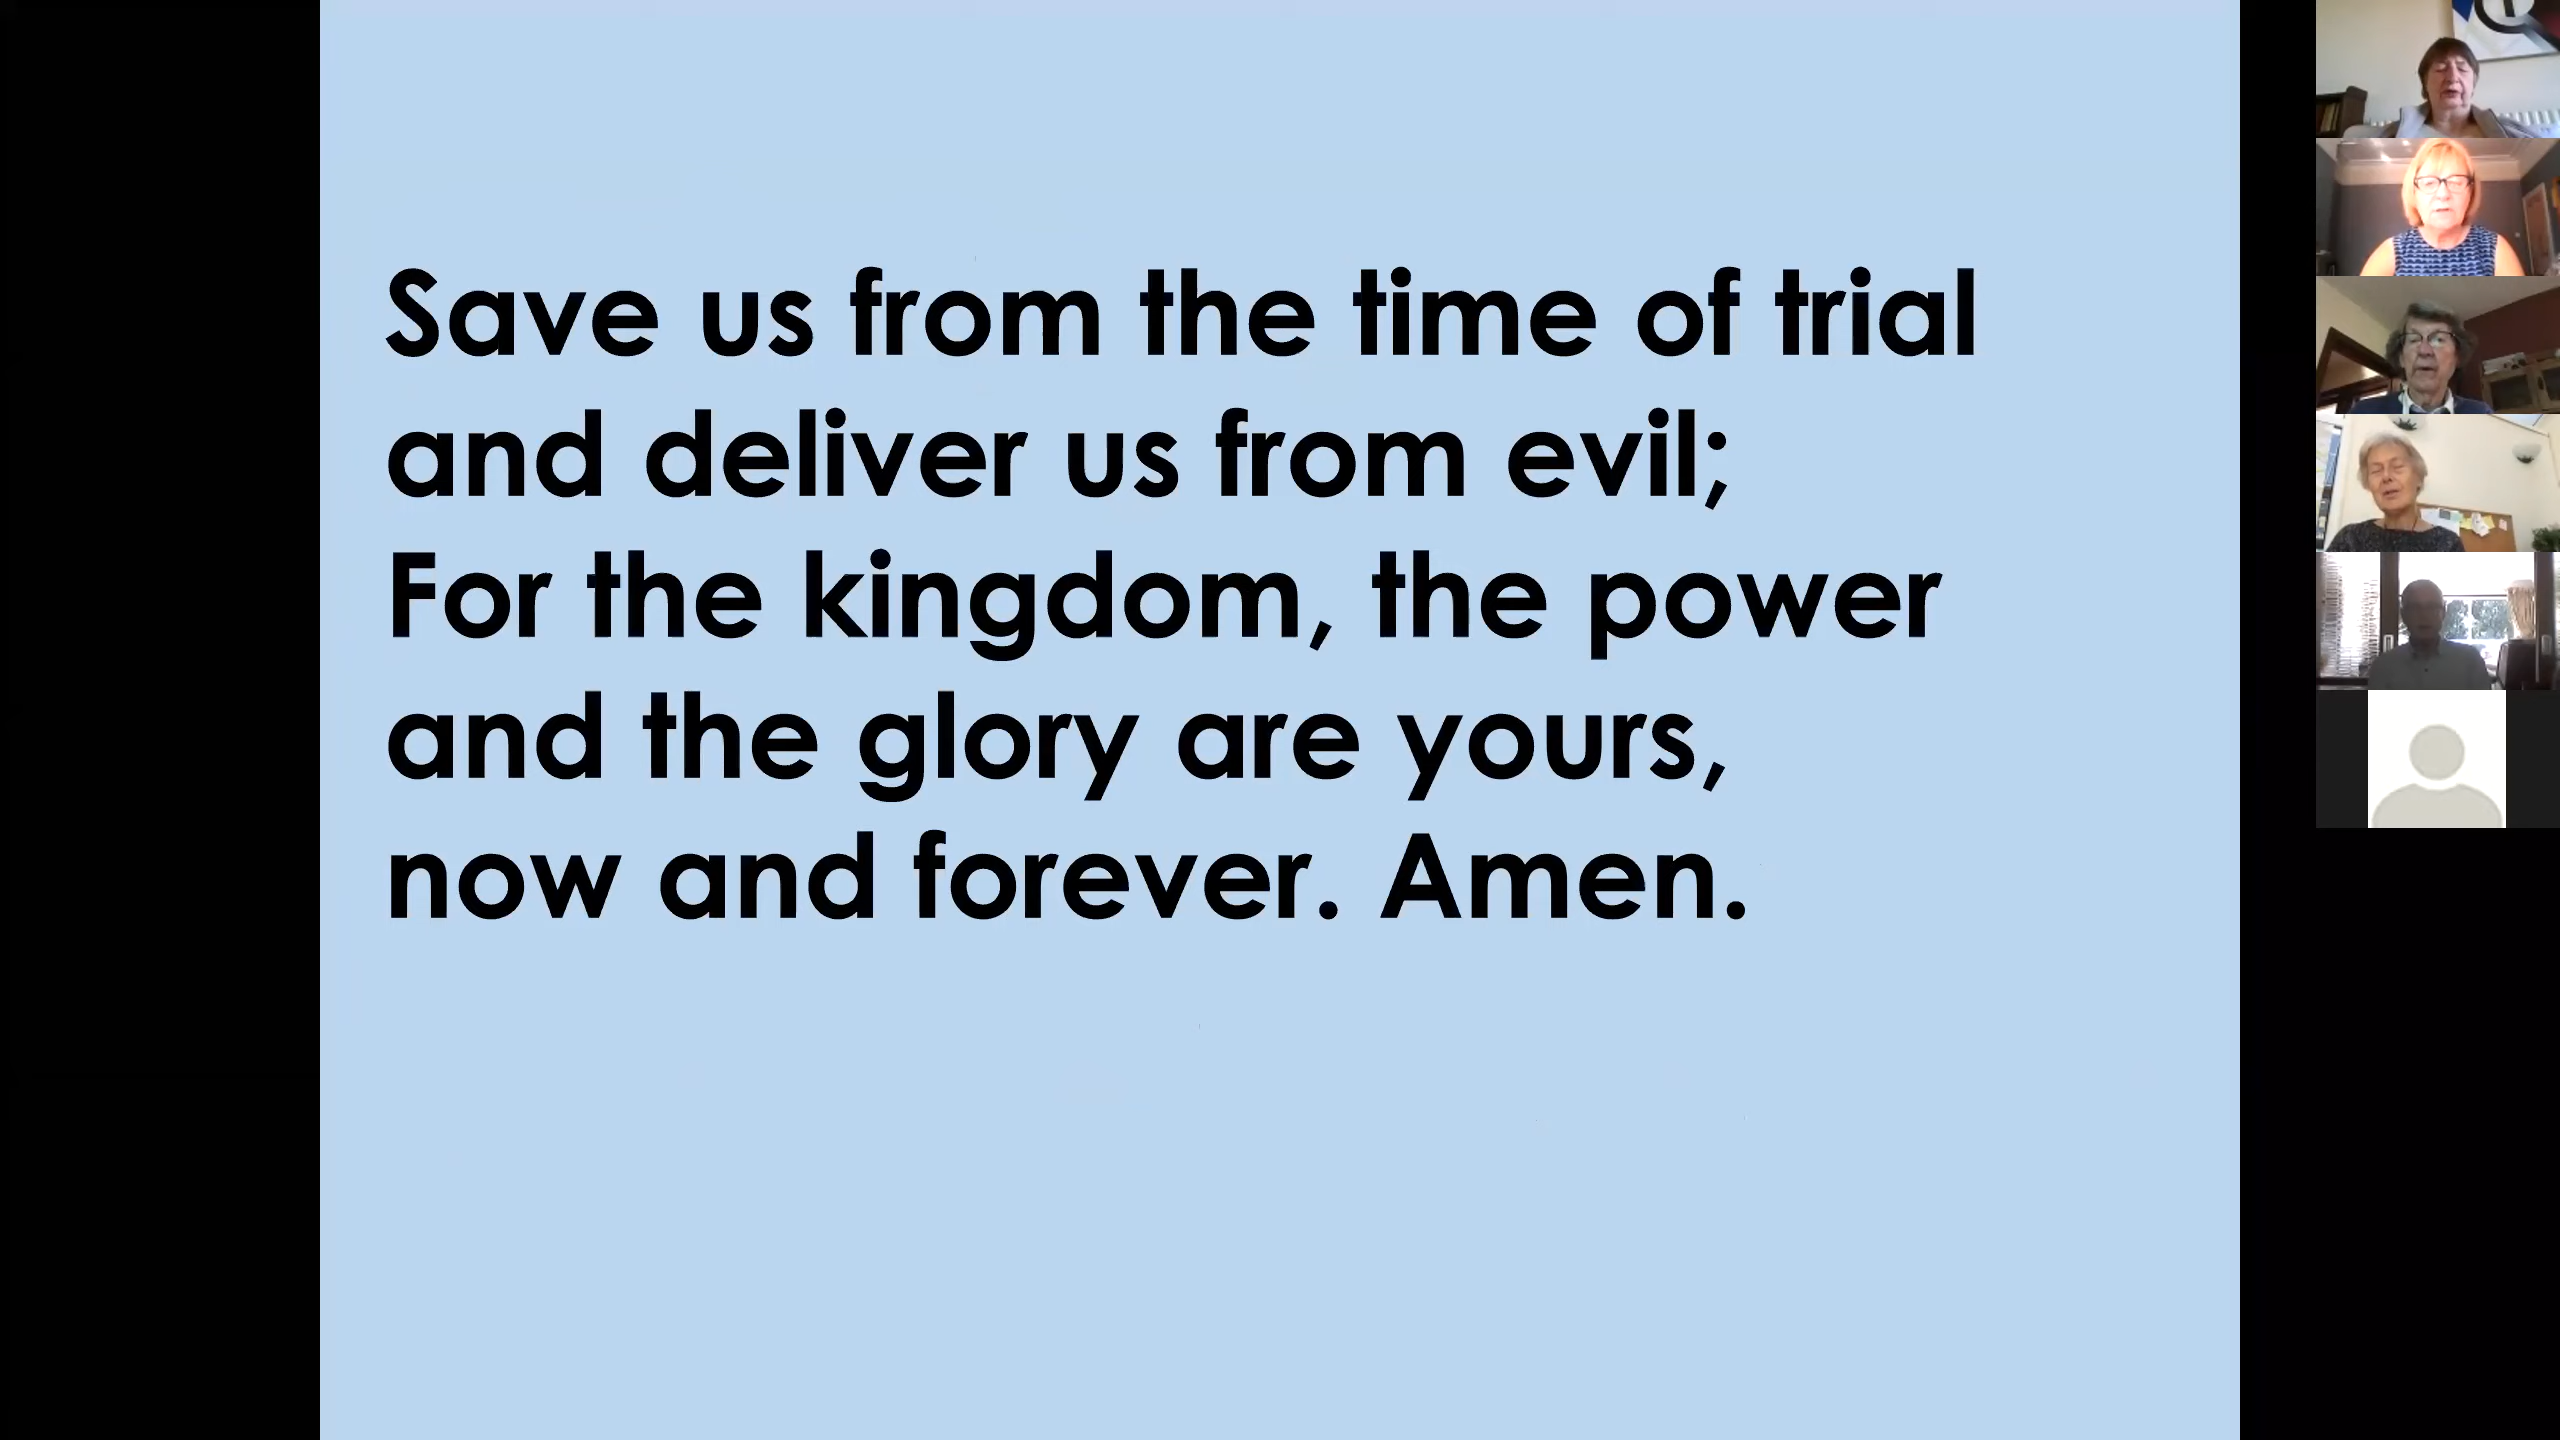 Save us from the time of trial
and deliver us from evil;
For the kingdom, the power
and the glory are yours,
now and forever. Amen.